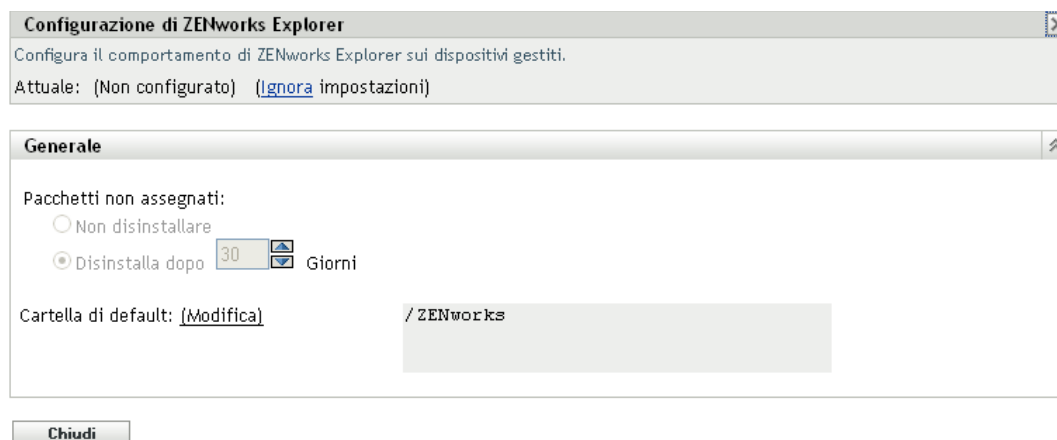 Configurazione di ZENworks Explorer
Configura il comportamento di ZENworks Explorer sui dispositivi gestiti.
Attuale: (Non configurato) (Ignora impostazioni)
Generale
Pacchetti non assegnati:
Non disinstallare
Disinstalla dopo 30 Giorni
Cartella di default: (Modifica) /ZENworks
Chiudi